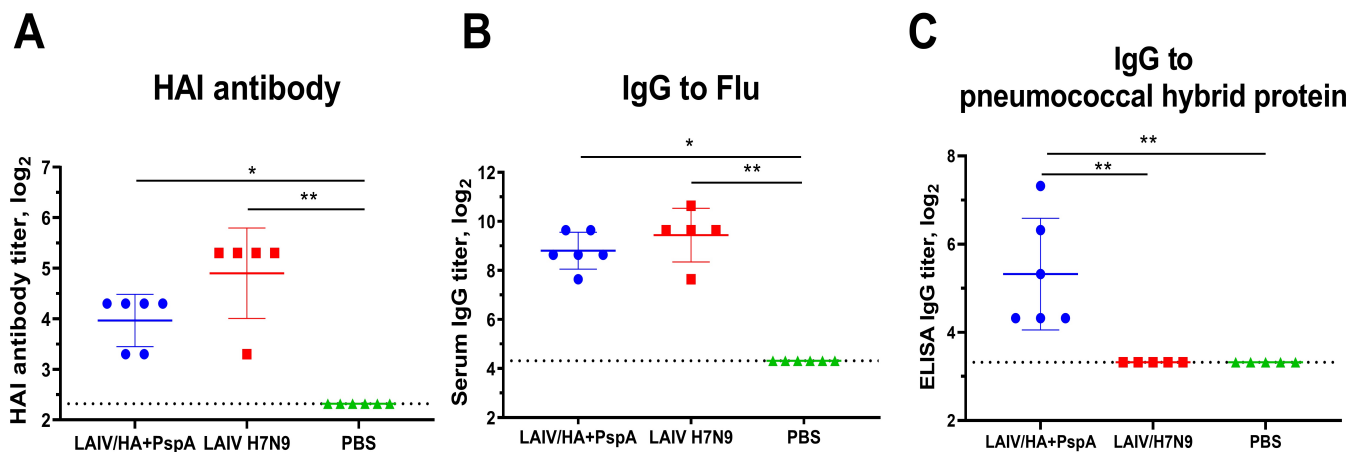 A
HAI antibody
HAI antibody titer, log2
7
6
5
4
3
2
*
**
LAIV/HA+PspA LAIV H7N9 PBS
B
IgG to Flu
Serum IgG titer, log2
12
10
8
6
4
2
*
**
LAIV/HA+PspA LAIV H7N9 PBS
C
IgG to
pneumococcal hybrid protein
ELISA IgG titer, log2
8
6
4
2
**
**
LAIV/HA+PspA LAIV/H7N9 PBS